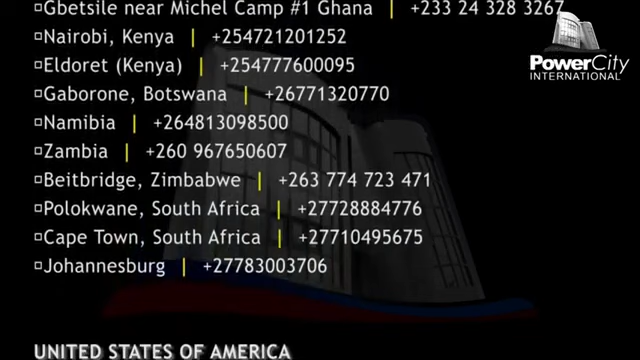 Gbetsile near Michel Camp #1 Ghana | +233 24 328 3267
Nairobi, Kenya | +254721201252
Eldoret (Kenya) | +254777600095
Gaborone, Botswana | +26771320770
Namibia | +264813098500
Zambia | +260 967650607
Beitbridge, Zimbabwe | +263 774 723 471
Polokwane, South Africa | +27728884776
Cape Town, South Africa | +27710495675
Johannesburg | +27783003706
UNITED STATES OF AMERICA
PowerCity
INTERNATIONAL